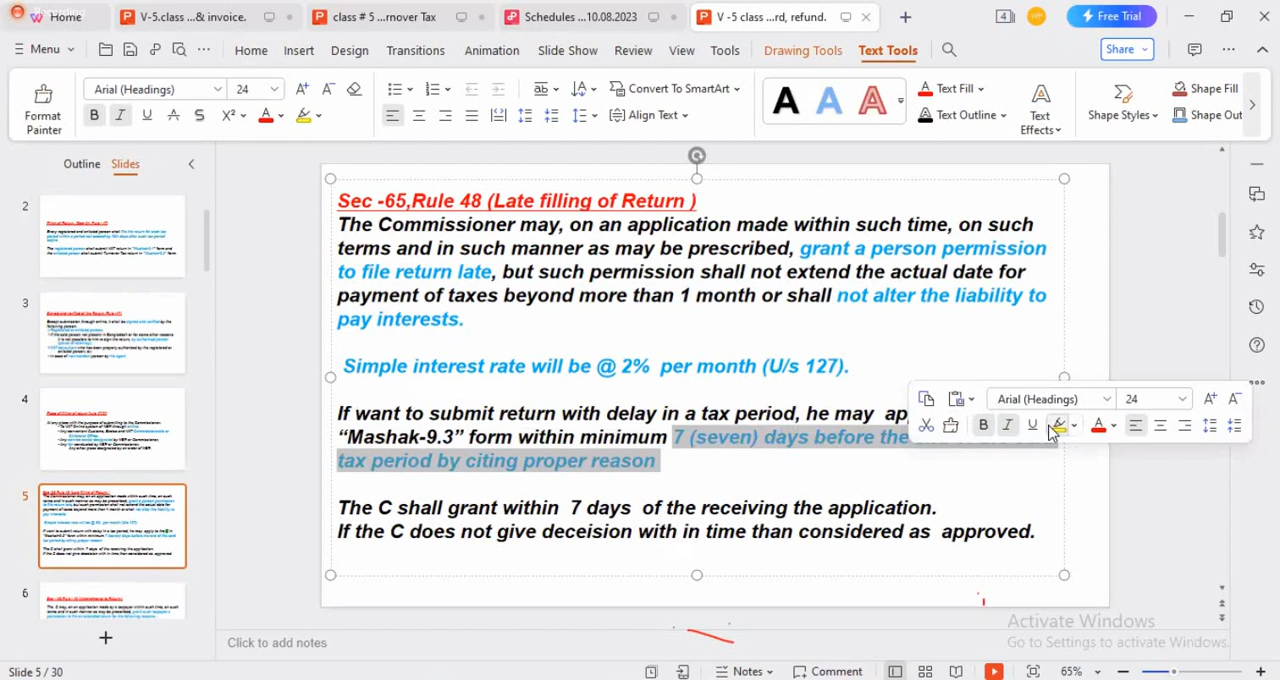 Home
V-5.class ...& invoice.
class # 5 ...rnover Tax
Schedules ...10.08.2023
V -5 class ...rd, refund.
4
Free Trial
Menu
Home
Insert
Design
Transitions
Animation
Slide Show
Review
View
Tools
Drawing Tools
Text Tools
Share
Format Painter
Arial (Headings)
24
Convert To SmartArt
Align Text
Text Fill
Text Outline
Text Effects
Shape Styles
Shape Fill
Shape Out
Outline
Slides
2
3
4
5
6
Sec -65,Rule 48 (Late filling of Return )
The Commissioner may, on an application made within such time, on such
terms and in such manner as may be prescribed, grant a person permission
to file return late, but such permission shall not extend the actual date for
payment of taxes beyond more than 1 month or shall not alter the liability to
pay interests.
Simple interest rate will be @ 2% per month (U/s 127).
If want to submit return with delay in a tax period, he may
“Mashak-9.3” form within minimum 7 (seven) days before the
tax period by citing proper reason
The C shall grant within 7 days of the receiving the application.
If the C does not give deceision with in time than considered as approved.
Arial (Headings)
24
Click to add notes
Activate Windows
Go to Settings to activate Windows.
Slide 5 / 30
Notes
Comment
65%